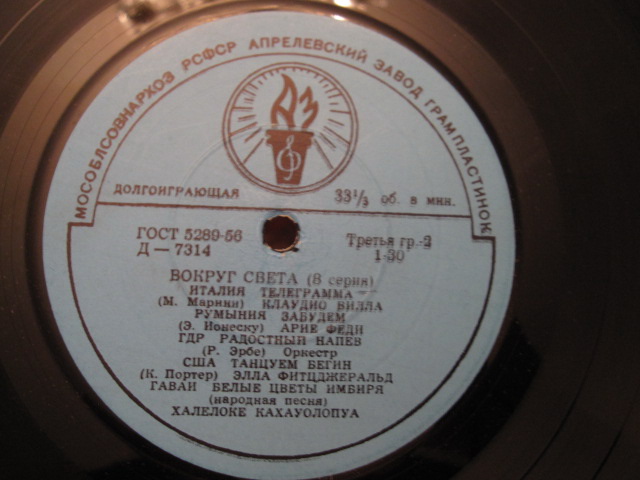 МОСОБЛСОВНАРХОЗ РСФСР АПРЕЛЕВСКИЙ ЗАВОД ГРАМПЛАСТИНОК
АЗ
ДОЛГОИГРАЮЩАЯ 33⅓ об. в мин.
ГОСТ 5289-56 Третья гр.-2
Д — 7314 1-30
ВОКРУГ СВЕТА (8 серия)
ИТАЛИЯ ТЕЛЕГРАММА
(М. Марини) КЛАУДИО ВИЛЛА
РУМЫНИЯ ЗАБУДЕМ
(Э. Ионеску) АРИЕ ФЕДИ
ГДР РАДОСТНЫЙ НАПЕВ
(Р. Эрбе) Оркестр
США ТАНЦУЕМ БЕГИН
(К. Портер) ЭЛЛА ФИТЦДЖЕРАЛЬД
ГАВАИ БЕЛЫЕ ЦВЕТЫ ИМБИРЯ
(народная песня)
ХАЛЕЛОКЕ КАХАУОЛОПУА